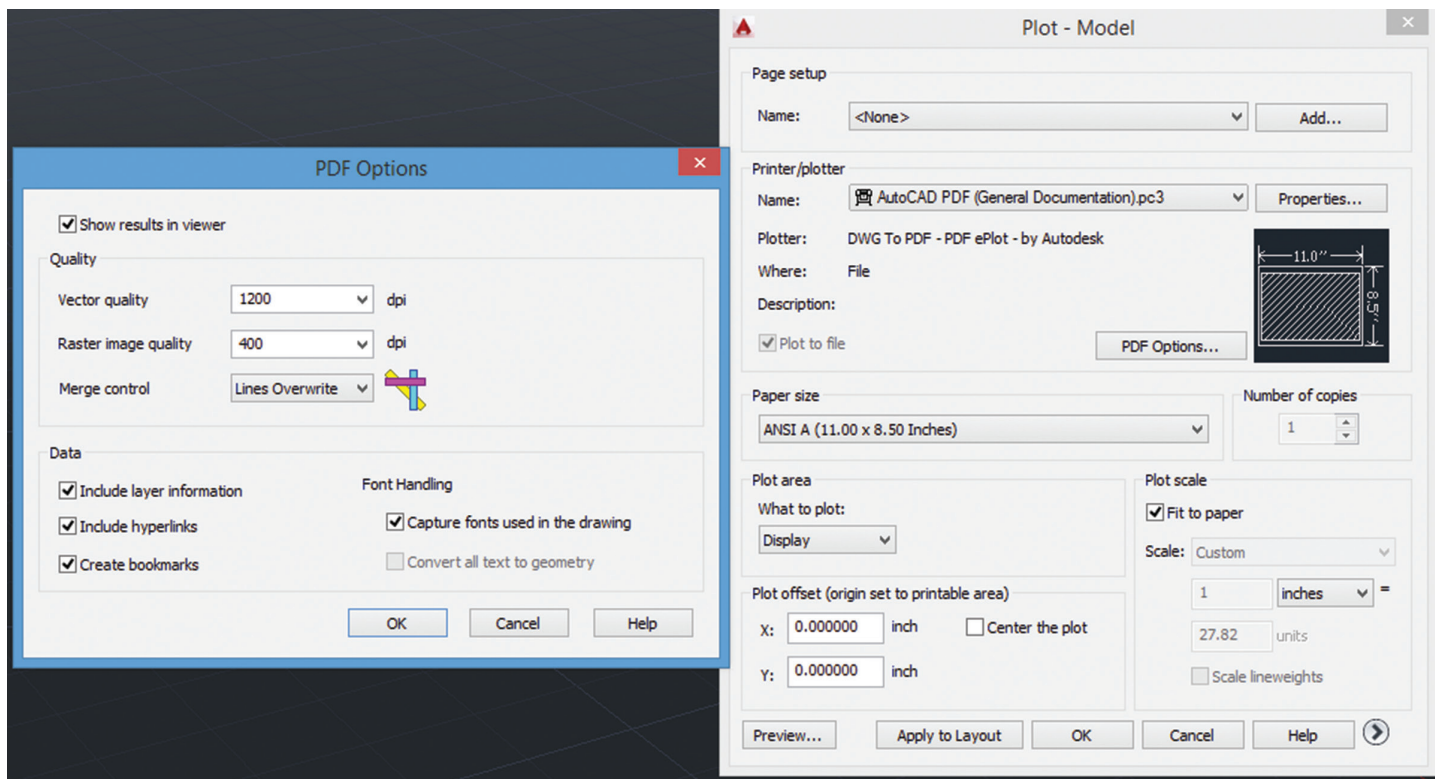 PDF Options
Show results in viewer
Quality
Vector quality 1200 dpi
Raster image quality 400 dpi
Merge control Lines Overwrite
Data
Include layer information
Include hyperlinks
Create bookmarks
Font Handling
Capture fonts used in the drawing
Convert all text to geometry
OK Cancel Help
Plot - Model
Page setup
Name: <None> Add...
Printer/plotter
Name: AutoCAD PDF (General Documentation).pc3 Properties...
Plotter: DWG To PDF - PDF ePlot - by Autodesk
Where: File
Description:
Plot to file
PDF Options...
11.0''
8.5''
Paper size
ANSI A (11.00 x 8.50 Inches)
Number of copies
1
Plot area
What to plot:
Display
Plot scale
Fit to paper
Scale: Custom
1 inches =
27.82 units
Scale lineweights
Plot offset (origin set to printable area)
X: 0.000000 inch Center the plot
Y: 0.000000 inch
Preview... Apply to Layout OK Cancel Help